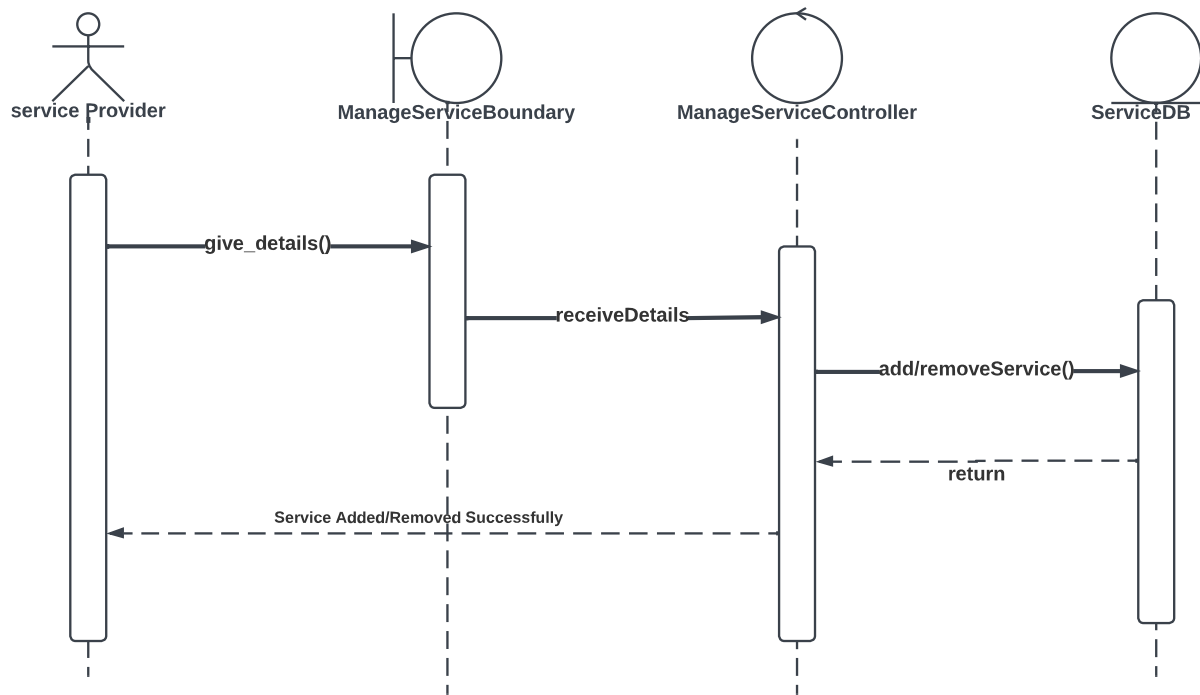 service Provider
ManageServiceBoundary
ManageServiceController
ServiceDB
give_details()
receiveDetails
add/removeService()
return
Service Added/Removed Successfully